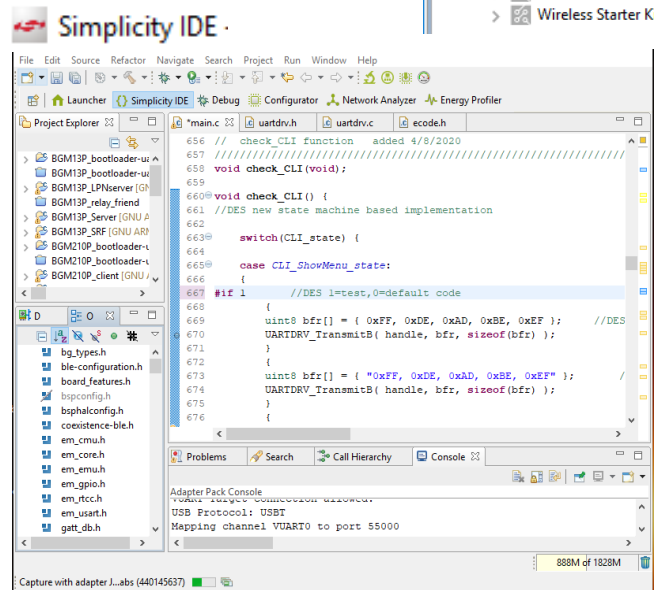 Simplicity IDE -
Wireless Starter K
File Edit Source Refactor Navigate Search Project Run Window Help
Launcher {} Simplicity IDE Debug Configurator Network Analyzer Energy Profiler
Project Explorer
BGM13P_bootloader-ua
BGM13P_bootloader-ua
BGM13P_LPNserver [GN
BGM13P_relay_friend
BGM13P_Server [GNU A
BGM13P_SRF [GNU ARM
BGM210P_bootloader-u
BGM210P_bootloader-u
BGM210P_client [GNU
D O
bg_types.h
ble-configuration.h
board_features.h
bspconfig.h
bsphalconfig.h
coexistence-ble.h
em_cmu.h
em_core.h
em_emu.h
em_gpio.h
em_rtcc.h
em_usart.h
gatt_db.h
*main.c uartdrv.h uartdrv.c ecode.h
656 // check_CLI function added 4/8/2020
657 ////////////////////////////////////////////////////////////////
658 void check_CLI(void);
659
660 void check_CLI() {
661 //DES new state machine based implementation
662
663 switch(CLI_state) {
664
665 case CLI_ShowMenu_state:
666 {
667 #if 1 //DES 1=test,0=default code
668 {
669 uint8 bfr[] = { 0xFF, 0xDE, 0xAD, 0xBE, 0xEF }; //DES
670 UARTDRV_TransmitB( handle, bfr, sizeof(bfr) );
671 }
672 {
673 uint8 bfr[] = { "0xFF, 0xDE, 0xAD, 0xBE, 0xEF" }; /
674 UARTDRV_TransmitB( handle, bfr, sizeof(bfr) );
675 }
676 {
Problems Search Call Hierarchy Console
Adapter Pack Console
VUART Target connection allowed.
USB Protocol: USBT
Mapping channel VUART0 to port 55000
888M of 1828M
Capture with adapter J...abs (440145637)